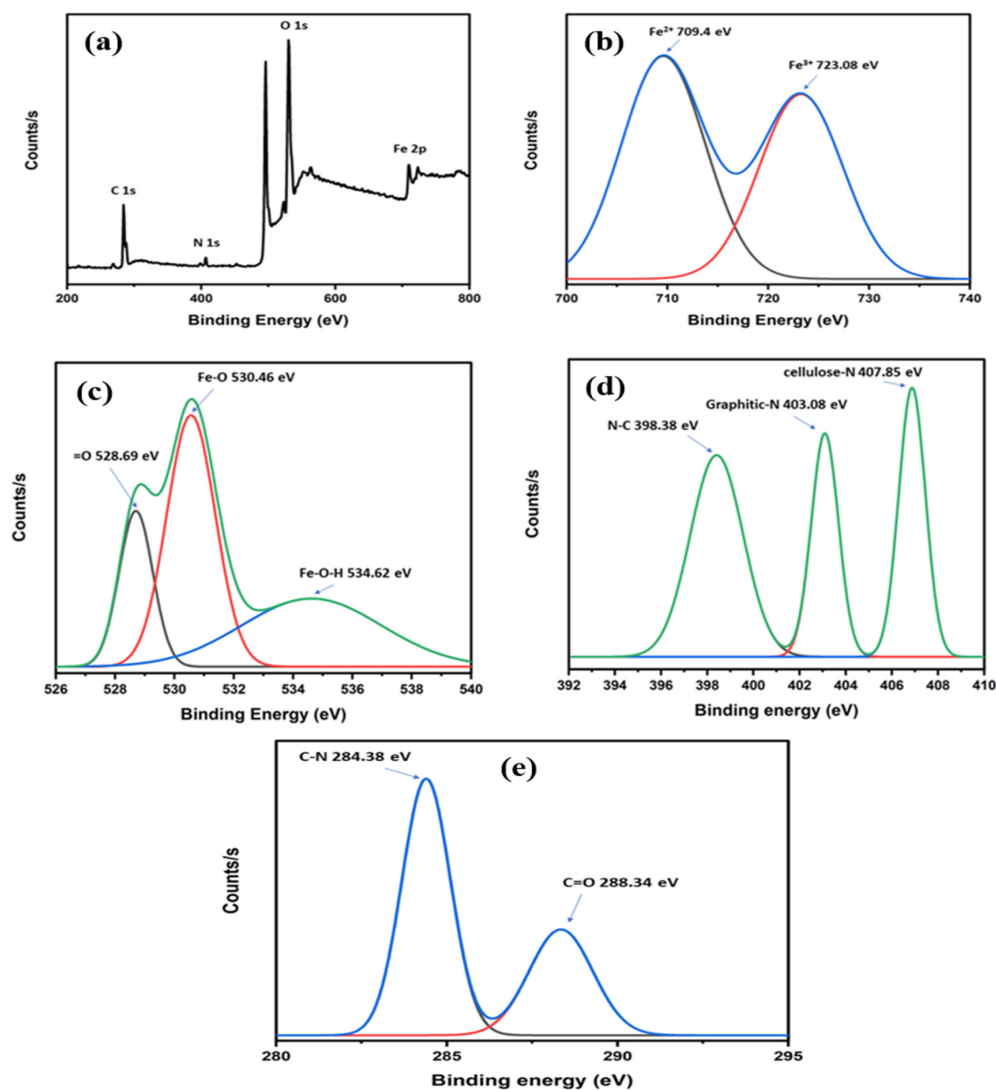 (a)
O 1s
Fe 2p
C 1s
N 1s
Counts/s
200 400 600 800
Binding Energy (eV)
(b)
Fe²⁺ 709.4 eV
Fe³⁺ 723.08 eV
Counts/s
700 710 720 730 740
Binding Energy (eV)
(c)
Fe-O 530.46 eV
=O 528.69 eV
Fe-O-H 534.62 eV
Counts/s
526 528 530 532 534 536 538 540
Binding Energy (eV)
(d)
cellulose-N 407.85 eV
Graphitic-N 403.08 eV
N-C 398.38 eV
Counts/s
392 394 396 398 400 402 404 406 408 410
Binding energy (eV)
(e)
C-N 284.38 eV
C=O 288.34 eV
Counts/s
280 285 290 295
Binding energy (eV)